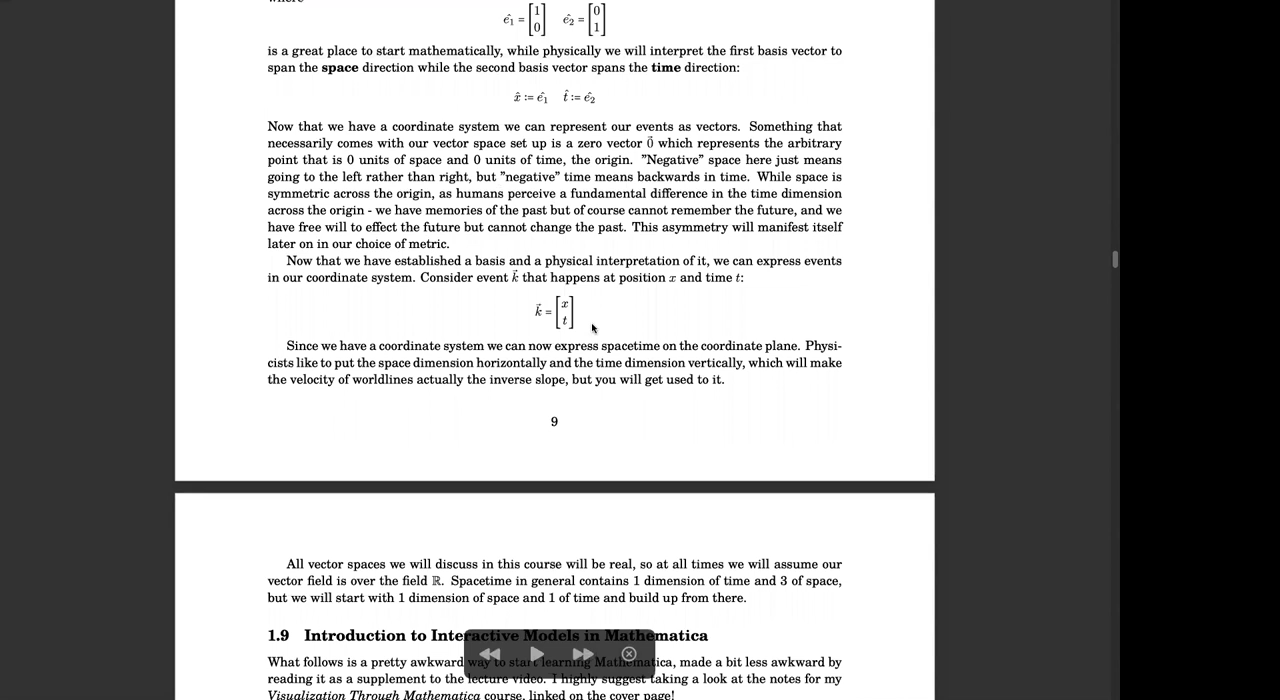 where
ê₁ = [1 0] ê₂ = [0 1]
is a great place to start mathematically, while physically we will interpret the first basis vector to
span the space direction while the second basis vector spans the time direction:
x̂ := ê₁ t̂ := ê₂
Now that we have a coordinate system we can represent our events as vectors. Something that
necessarily comes with our vector space set up is a zero vector 0⃗ which represents the arbitrary
point that is 0 units of space and 0 units of time, the origin. ”Negative” space here just means
going to the left rather than right, but ”negative” time means backwards in time. While space is
symmetric across the origin, as humans perceive a fundamental difference in the time dimension
across the origin - we have memories of the past but of course cannot remember the future, and we
have free will to effect the future but cannot change the past. This asymmetry will manifest itself
later on in our choice of metric.
Now that we have established a basis and a physical interpretation of it, we can express events
in our coordinate system. Consider event k⃗ that happens at position x and time t:
k⃗ = [x t]
Since we have a coordinate system we can now express spacetime on the coordinate plane. Physi-
cists like to put the space dimension horizontally and the time dimension vertically, which will make
the velocity of worldlines actually the inverse slope, but you will get used to it.
9
All vector spaces we will discuss in this course will be real, so at all times we will assume our
vector field is over the field ℝ. Spacetime in general contains 1 dimension of time and 3 of space,
but we will start with 1 dimension of space and 1 of time and build up from there.
1.9 Introduction to Interactive Models in Mathematica
What follows is a pretty awkward way to start learning Mathematica, made a bit less awkward by
reading it as a supplement to the lecture video. I highly suggest taking a look at the notes for my
Visualization Through Mathematica course, linked on the cover page!